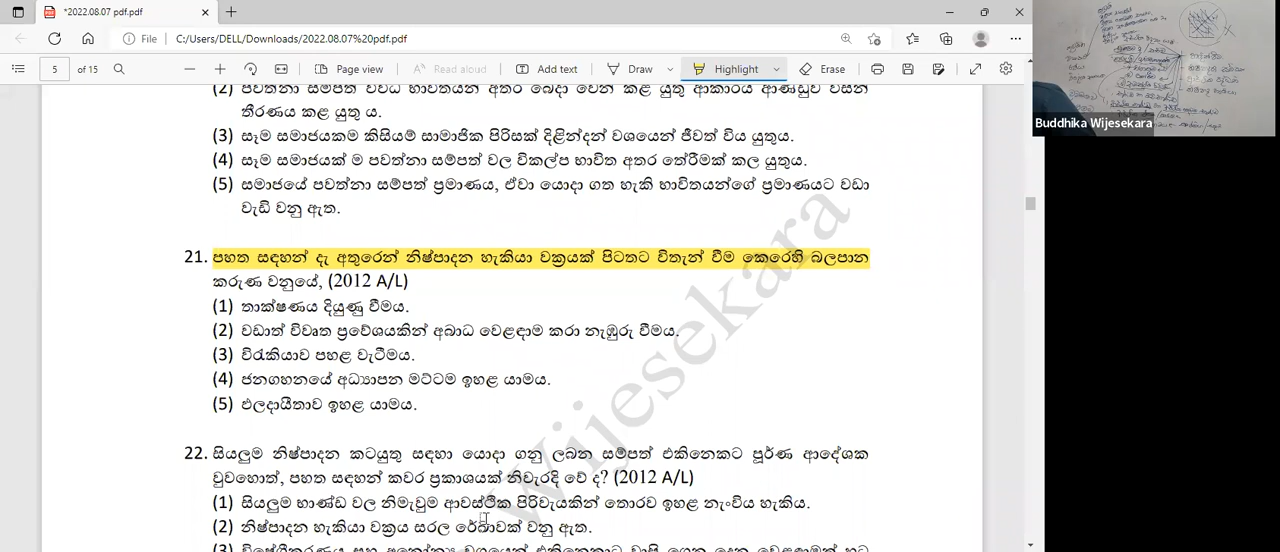 *2022.08.07 pdf.pdf
File C:/Users/DELL/Downloads/2022.08.07%20pdf.pdf
5 of 15 Page view Read aloud Add text Draw Highlight Erase
(2) පවත්නා සම්පත් විවිධ භාවිතයන් අතර බෙදා වෙන් කළ යුතු ආකාරය ආණ්ඩුව විසින්
තීරණය කළ යුතු ය.
(3) සෑම සමාජයකම කිසියම් සාමාජික පිරිසක් දිළින්දන් වශයෙන් ජීවත් විය යුතුය.
(4) සෑම සමාජයක් ම පවත්නා සම්පත් වල විකල්ප භාවිත අතර තේරීමක් කල යුතුය.
(5) සමාජයේ පවත්නා සම්පත් ප්‍රමාණය, ඒවා යොදා ගත හැකි භාවිතයන්ගේ ප්‍රමාණයට වඩා
වැඩි වනු ඇත.
21. පහත සඳහන් දෑ අතුරෙන් නිෂ්පාදන හැකියා වක්‍රයක් පිටතට විතැන් වීම කෙරෙහි බලපාන
කරුණ වනුයේ, (2012 A/L)
(1) තාක්ෂණය දියුණු වීමය.
(2) වඩාත් විවෘත ප්‍රවේශයකින් අබාධ වෙළඳාම කරා නැඹුරු වීමය.
(3) විරැකියාව පහළ වැටීමය.
(4) ජනගහනයේ අධ්‍යාපන මට්ටම ඉහළ යාමය.
(5) ඵලදායීතාව ඉහළ යාමය.
22. සියලුම නිෂ්පාදන කටයුතු සඳහා යොදා ගනු ලබන සම්පත් එකිනෙකට පූර්ණ ආදේශක
වුවහොත්, පහත සඳහන් කවර ප්‍රකාශයක් නිවැරදි වේ ද? (2012 A/L)
(1) සියලුම භාණ්ඩ වල නිමැවුම ආවස්ථික පිරිවැයකින් තොරව ඉහළ නැංවිය හැකිය.
(2) නිෂ්පාදන හැකියා වක්‍රය සරල රේඛාවක් වනු ඇත.
Wijesekara
Buddhika Wijesekara